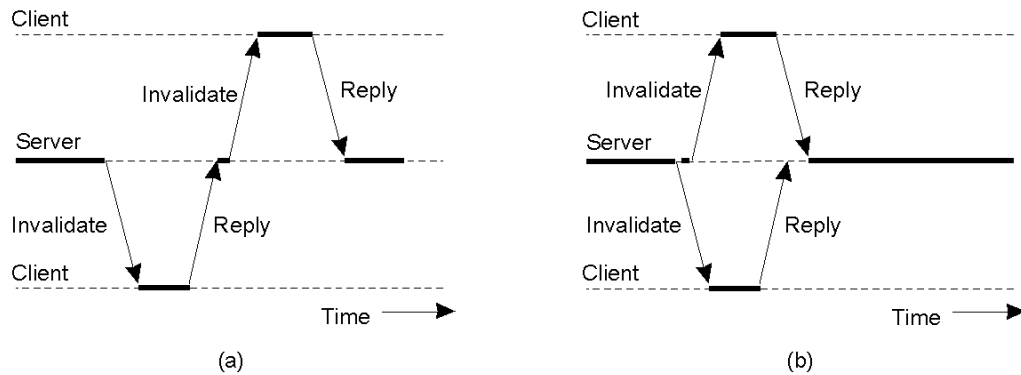 Client
Invalidate
Reply
Server
Invalidate
Reply
Client
Time
(a)
Client
Invalidate
Reply
Server
Invalidate
Reply
Client
Time
(b)